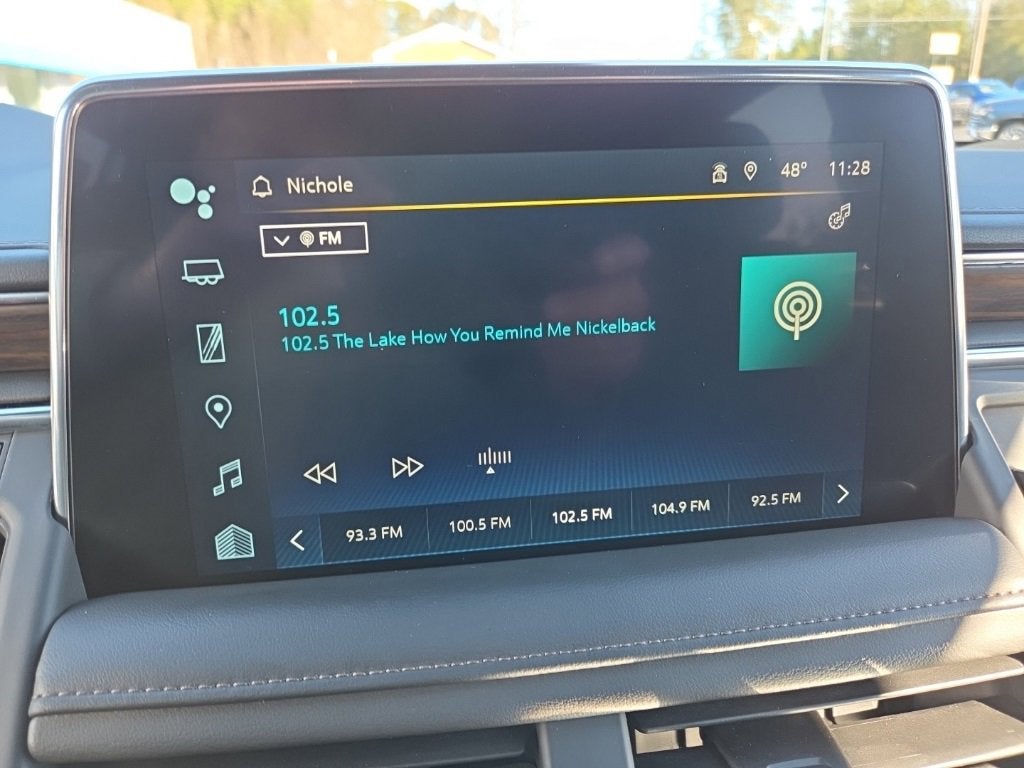 Nichole
48° 11:28
FM
102.5
102.5 The Lake How You Remind Me Nickelback
93.3 FM 100.5 FM 102.5 FM 104.9 FM 92.5 FM